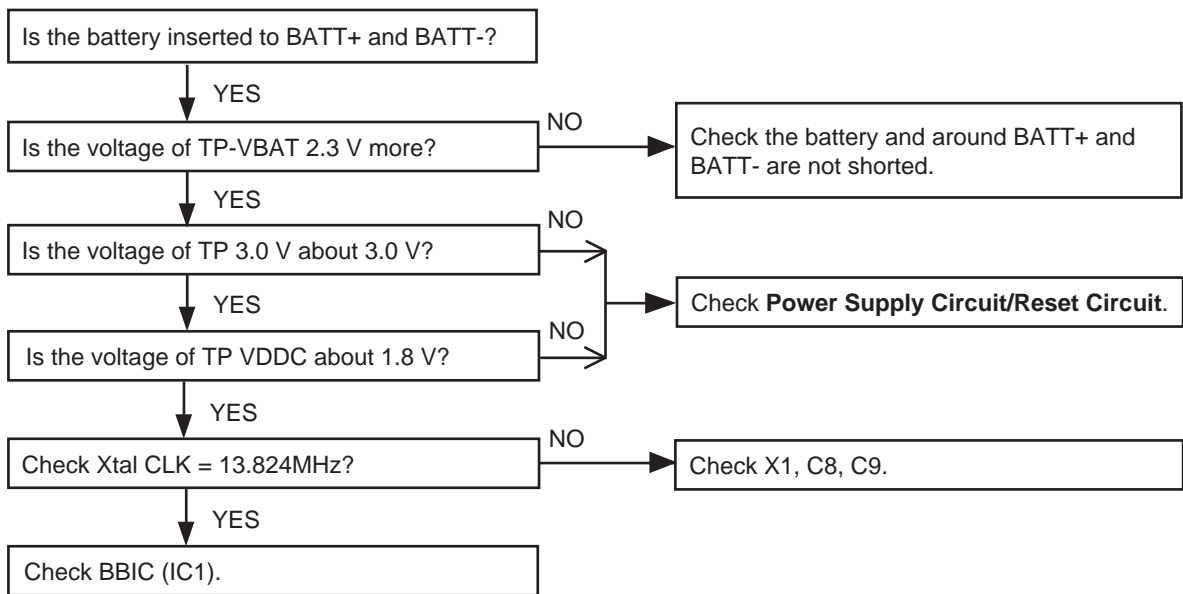 Is the battery inserted to BATT+ and BATT-?
YES
Is the voltage of TP-VBAT 2.3 V more?
NO
Check the battery and around BATT+ and
BATT- are not shorted.
YES
Is the voltage of TP 3.0 V about 3.0 V?
NO
YES
Check Power Supply Circuit/Reset Circuit.
Is the voltage of TP VDDC about 1.8 V?
NO
YES
Check Xtal CLK = 13.824MHz?
NO
Check X1, C8, C9.
YES
Check BBIC (IC1).